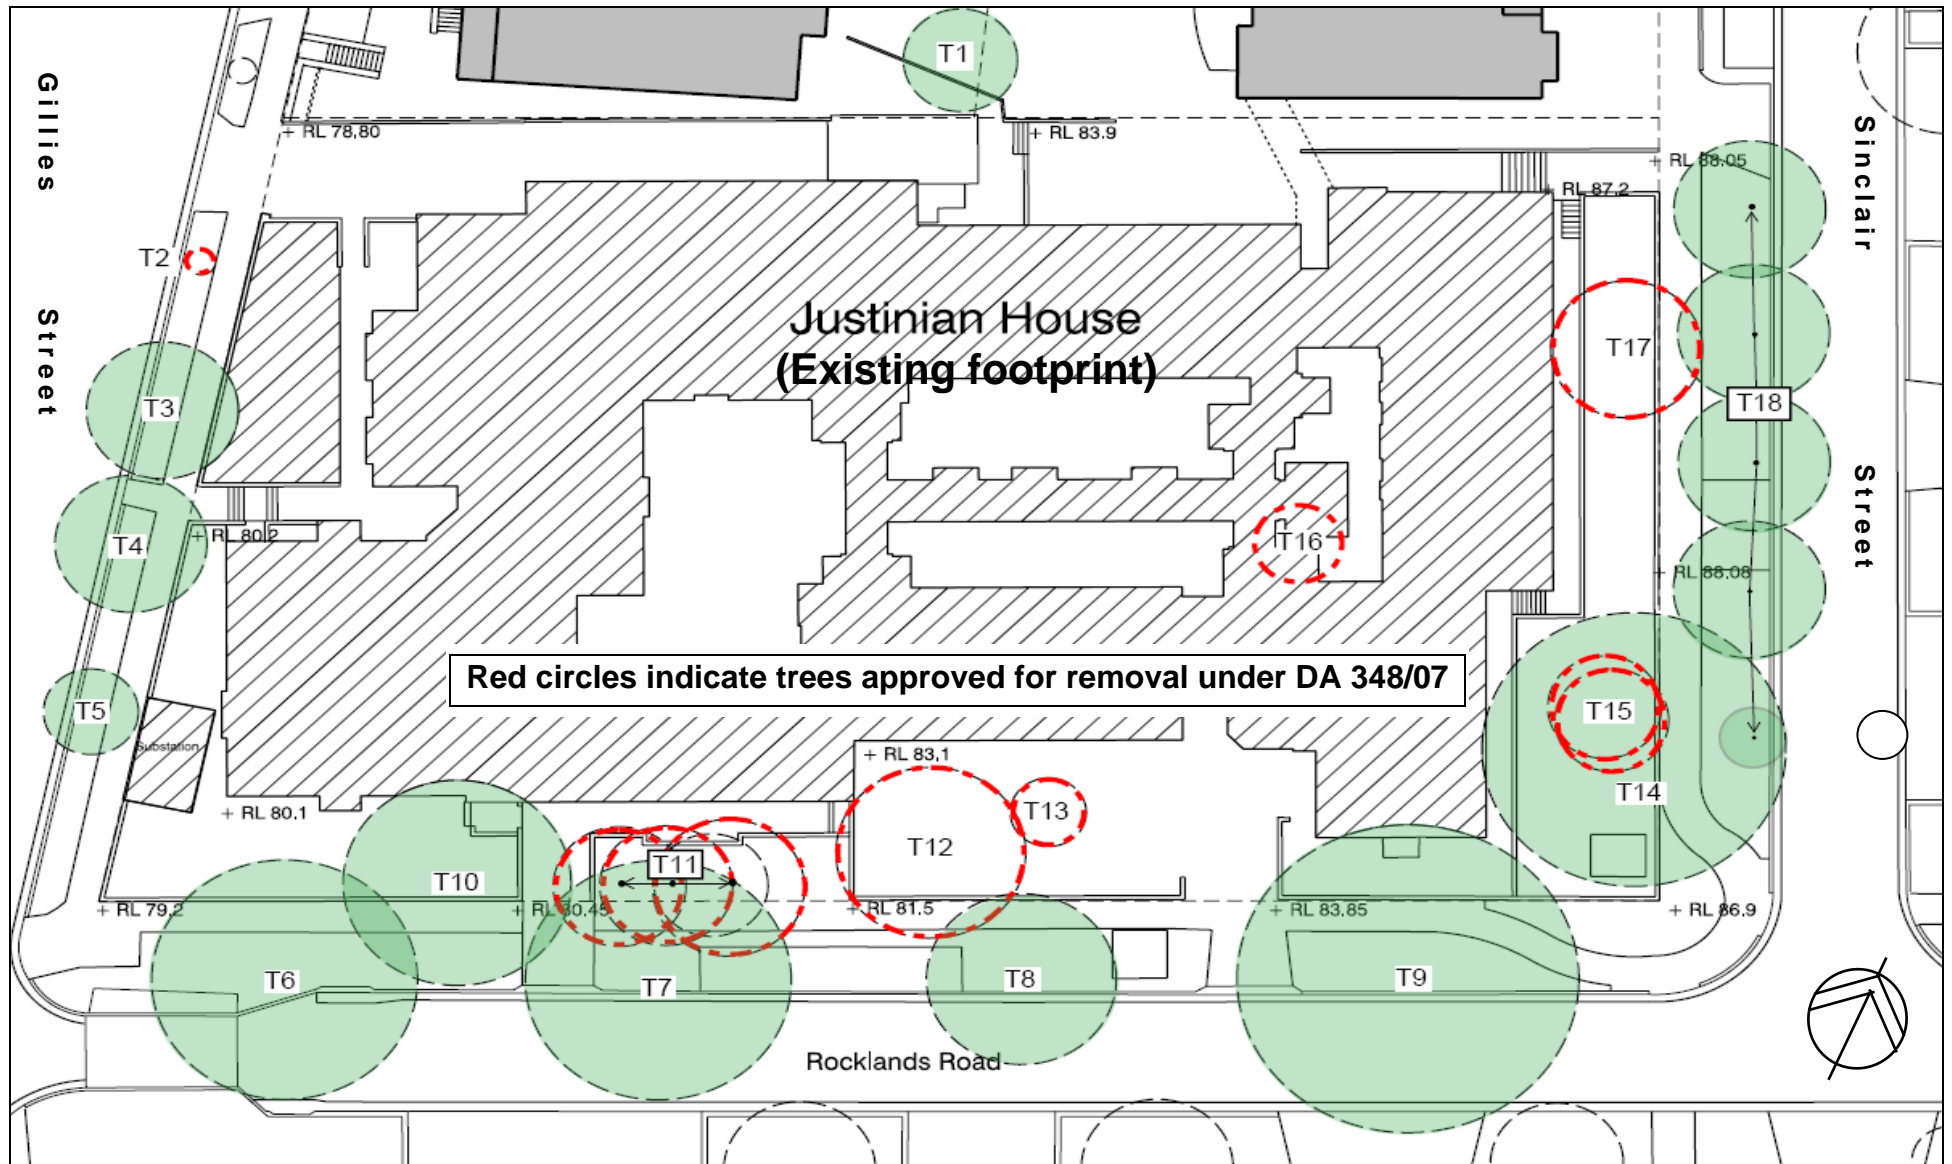 T1
Gillies
Street
Sinclair
Street
+ RL 78,80
+ RL 83.9
+ RL 88.05
+ RL 87.2
T2
Justinian House
(Existing footprint)
T17
T18
T3
T4
+ RL 80.2
T16
+ RL 88.08
Red circles indicate trees approved for removal under DA 348/07
T5
T15
Substation
+ RL 83,1
T14
+ RL 80.1
T13
T12
T11
T10
+ RL 79,2
+ RL 80.45
+ RL 81.5
+ RL 83.85
+ RL 86.9
T6
T7
T8
T9
Rocklands Road